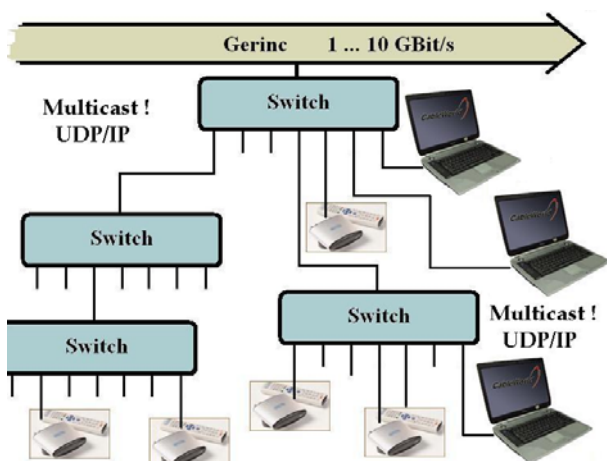 Gerinc 1 ... 10 GBit/s
Switch
Multicast !
UDP/IP
Switch
Switch
Switch
Multicast !
UDP/IP